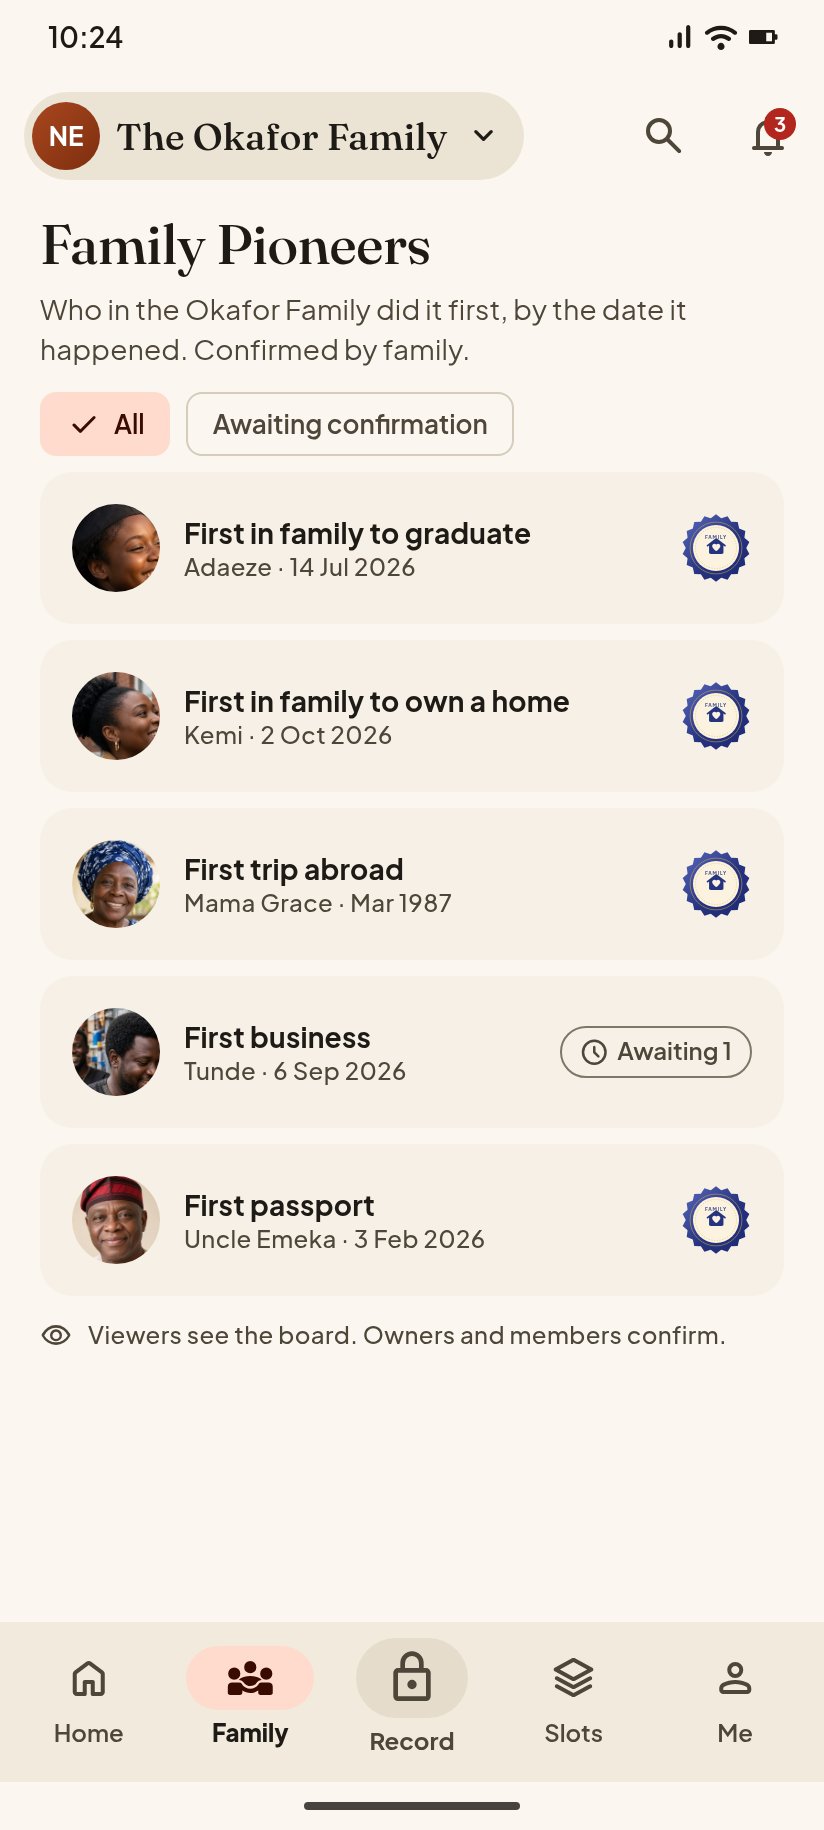 10:24
NE
The Okafor Family
3
Family Pioneers
Who in the Okafor Family did it first, by the date it
happened. Confirmed by family.
All
Awaiting confirmation
First in family to graduate
Adaeze · 14 Jul 2026
FAMILY
First in family to own a home
Kemi · 2 Oct 2026
FAMILY
First trip abroad
Mama Grace · Mar 1987
FAMILY
First business
Tunde · 6 Sep 2026
Awaiting 1
First passport
Uncle Emeka · 3 Feb 2026
FAMILY
Viewers see the board. Owners and members confirm.
Home
Family
Record
Slots
Me